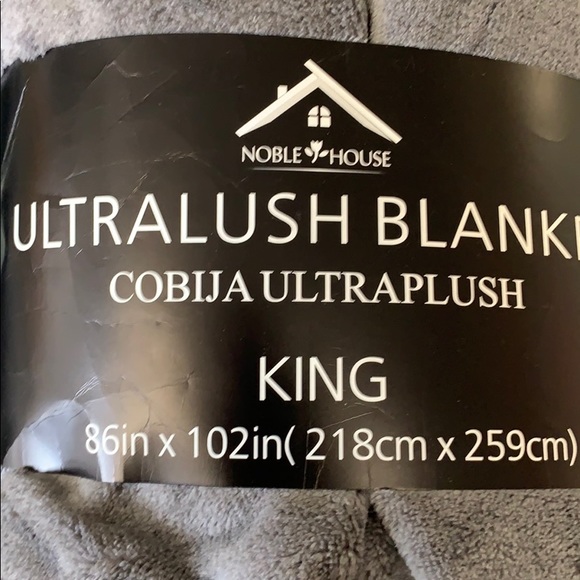 NOBLE HOUSE
ULTRALUSH BLANK
COBIJA ULTRAPLUSH
KING
86in x 102in( 218cm x 259cm)